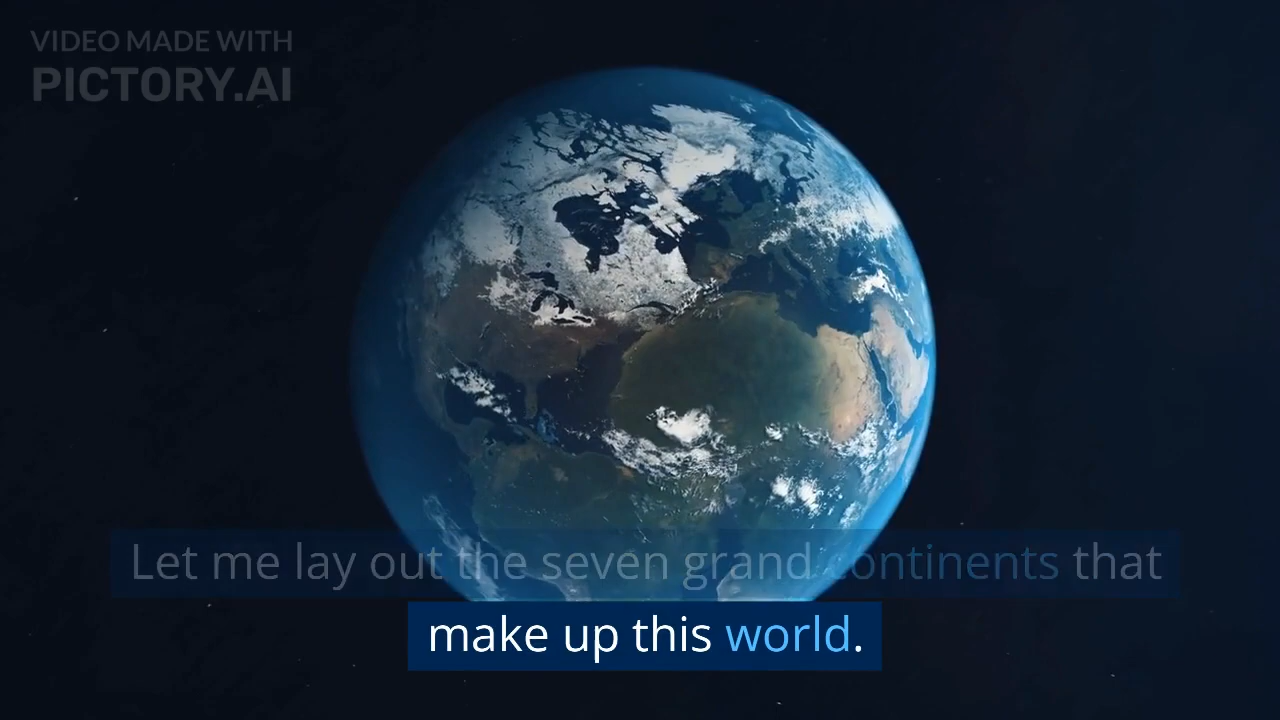 VIDEO MADE WITH
PICTORY.AI
Let me lay out the seven grand continents that
make up this world.